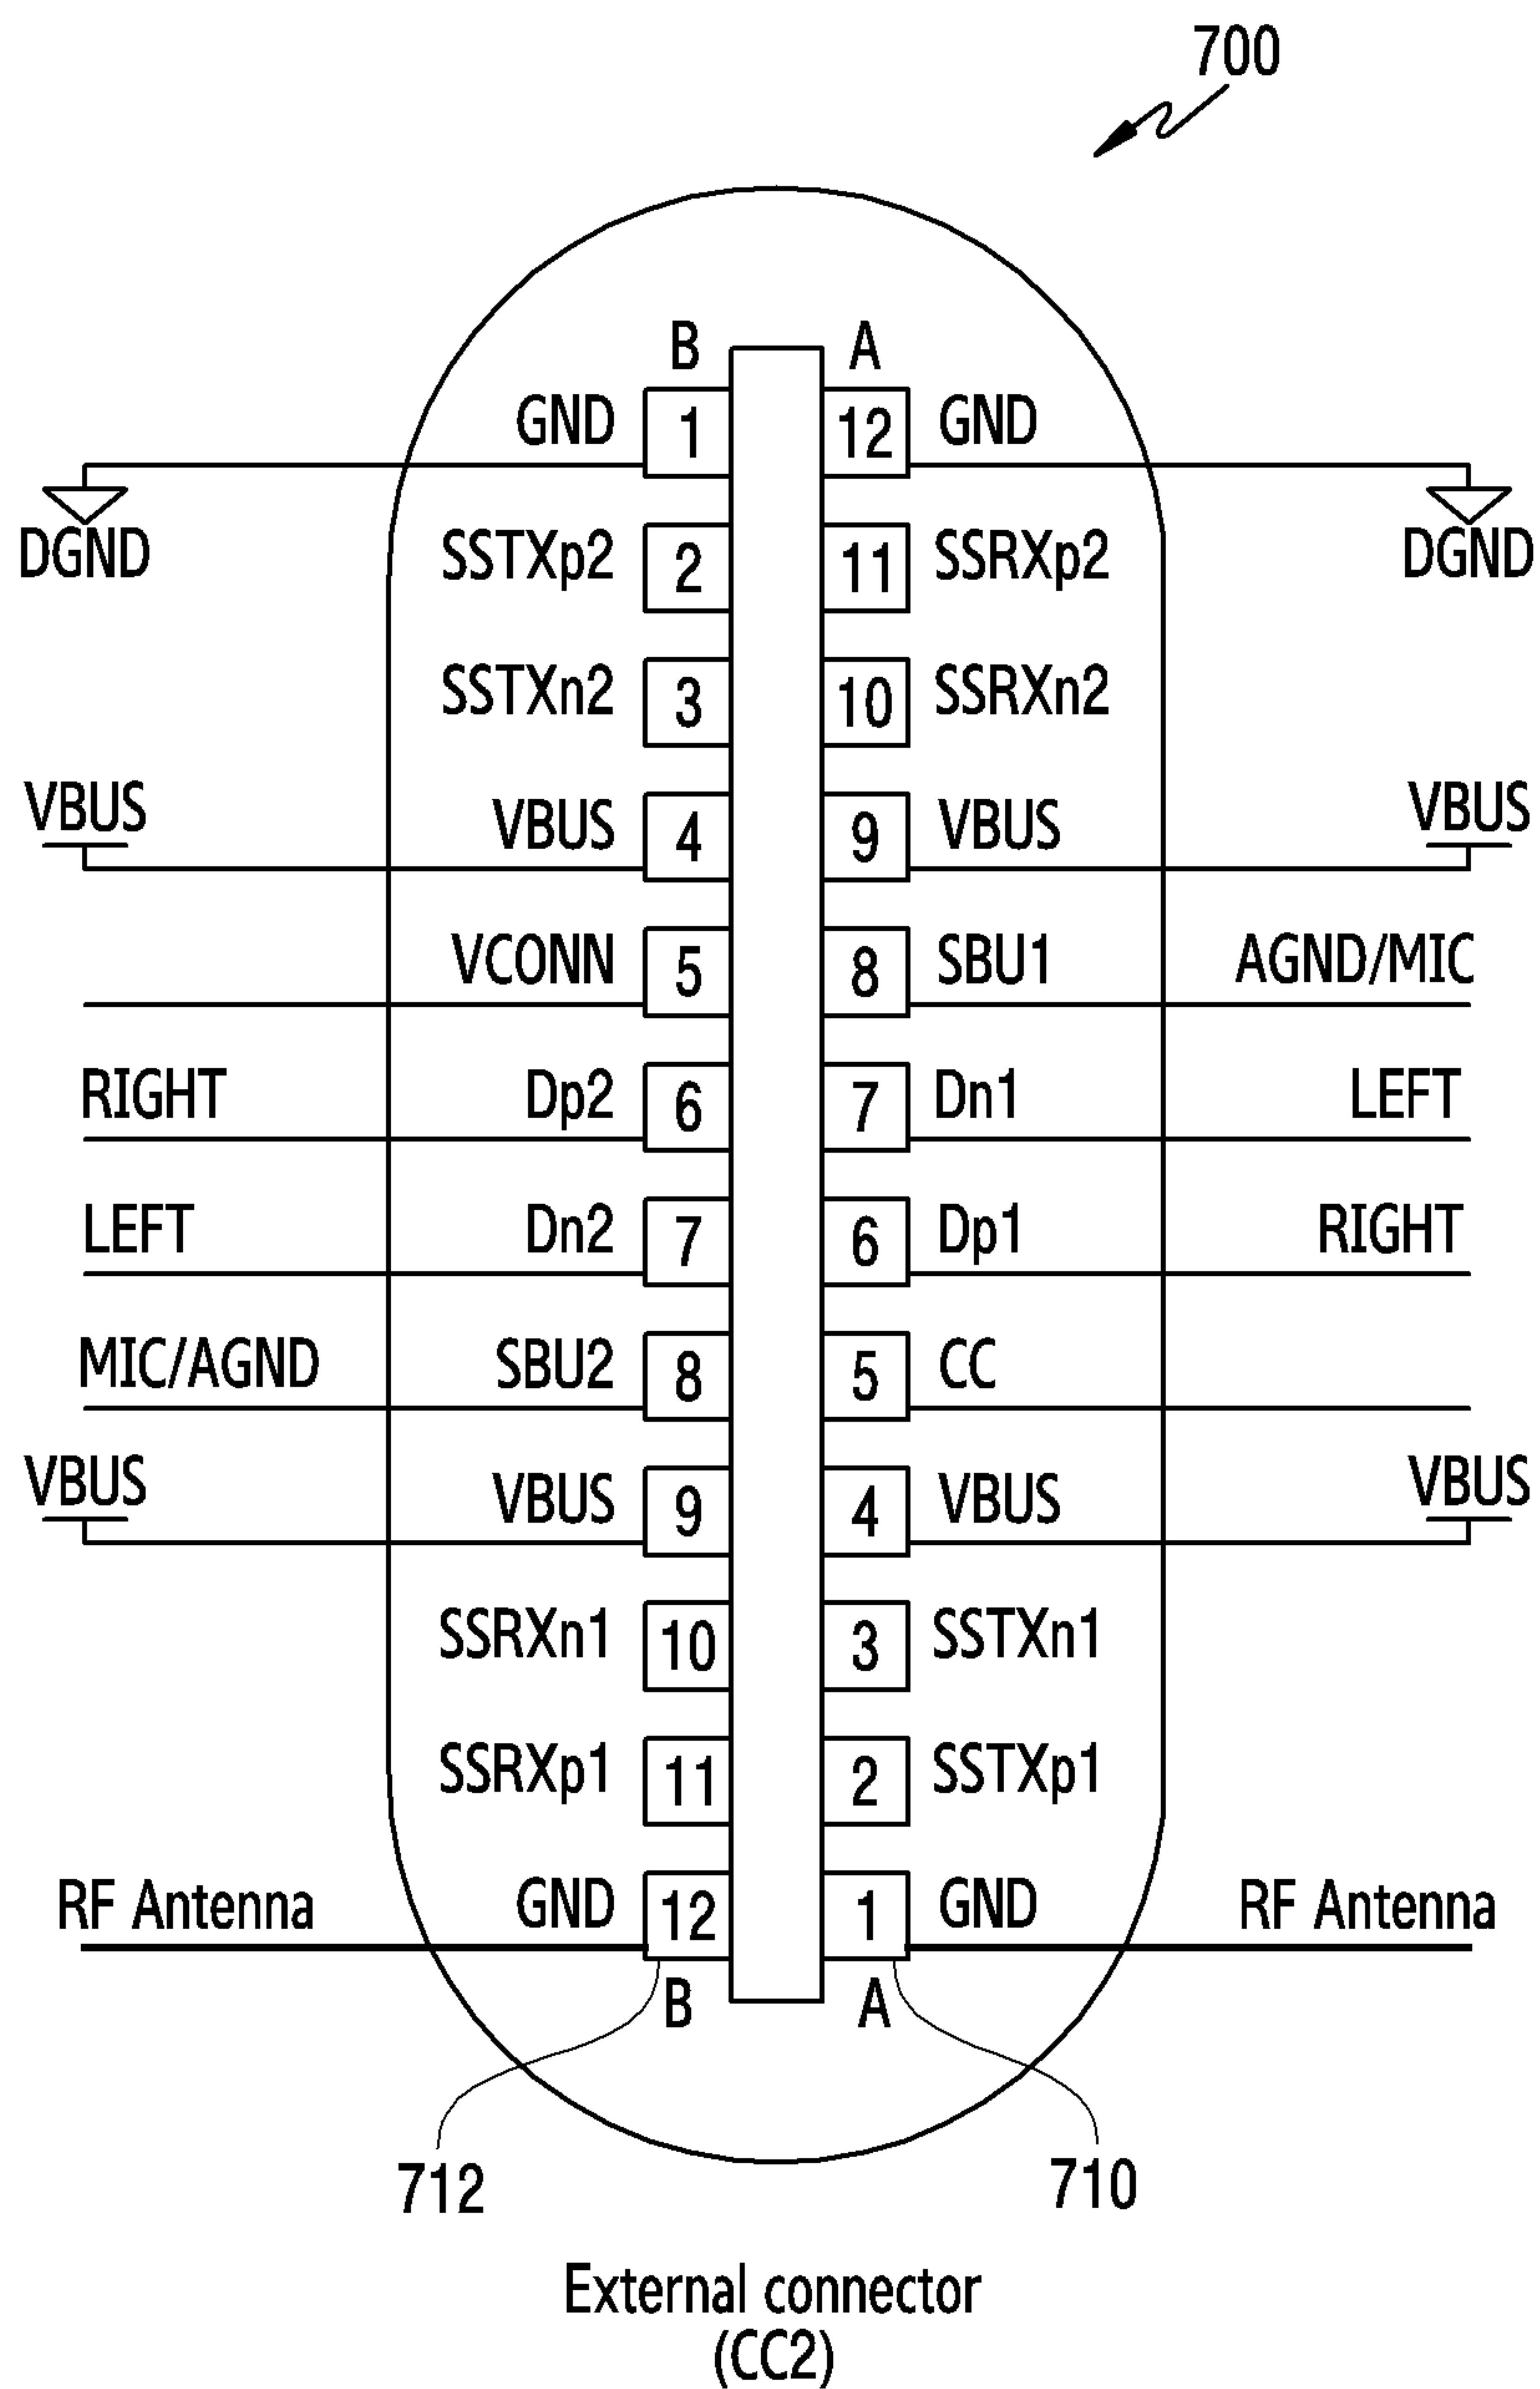 700
B A
GND 1 12 GND
DGND DGND
SSTXp2 2 11 SSRXp2
SSTXn2 3 10 SSRXn2
VBUS VBUS 4 9 VBUS VBUS
VCONN 5 8 SBU1 AGND/MIC
RIGHT Dp2 6 7 Dn1 LEFT
LEFT Dn2 7 6 Dp1 RIGHT
MIC/AGND SBU2 8 5 CC
VBUS VBUS 9 4 VBUS VBUS
SSRXn1 10 3 SSTXn1
SSRXp1 11 2 SSTXp1
RF Antenna GND 12 1 GND RF Antenna
B A
712 710
External connector
(CC2)